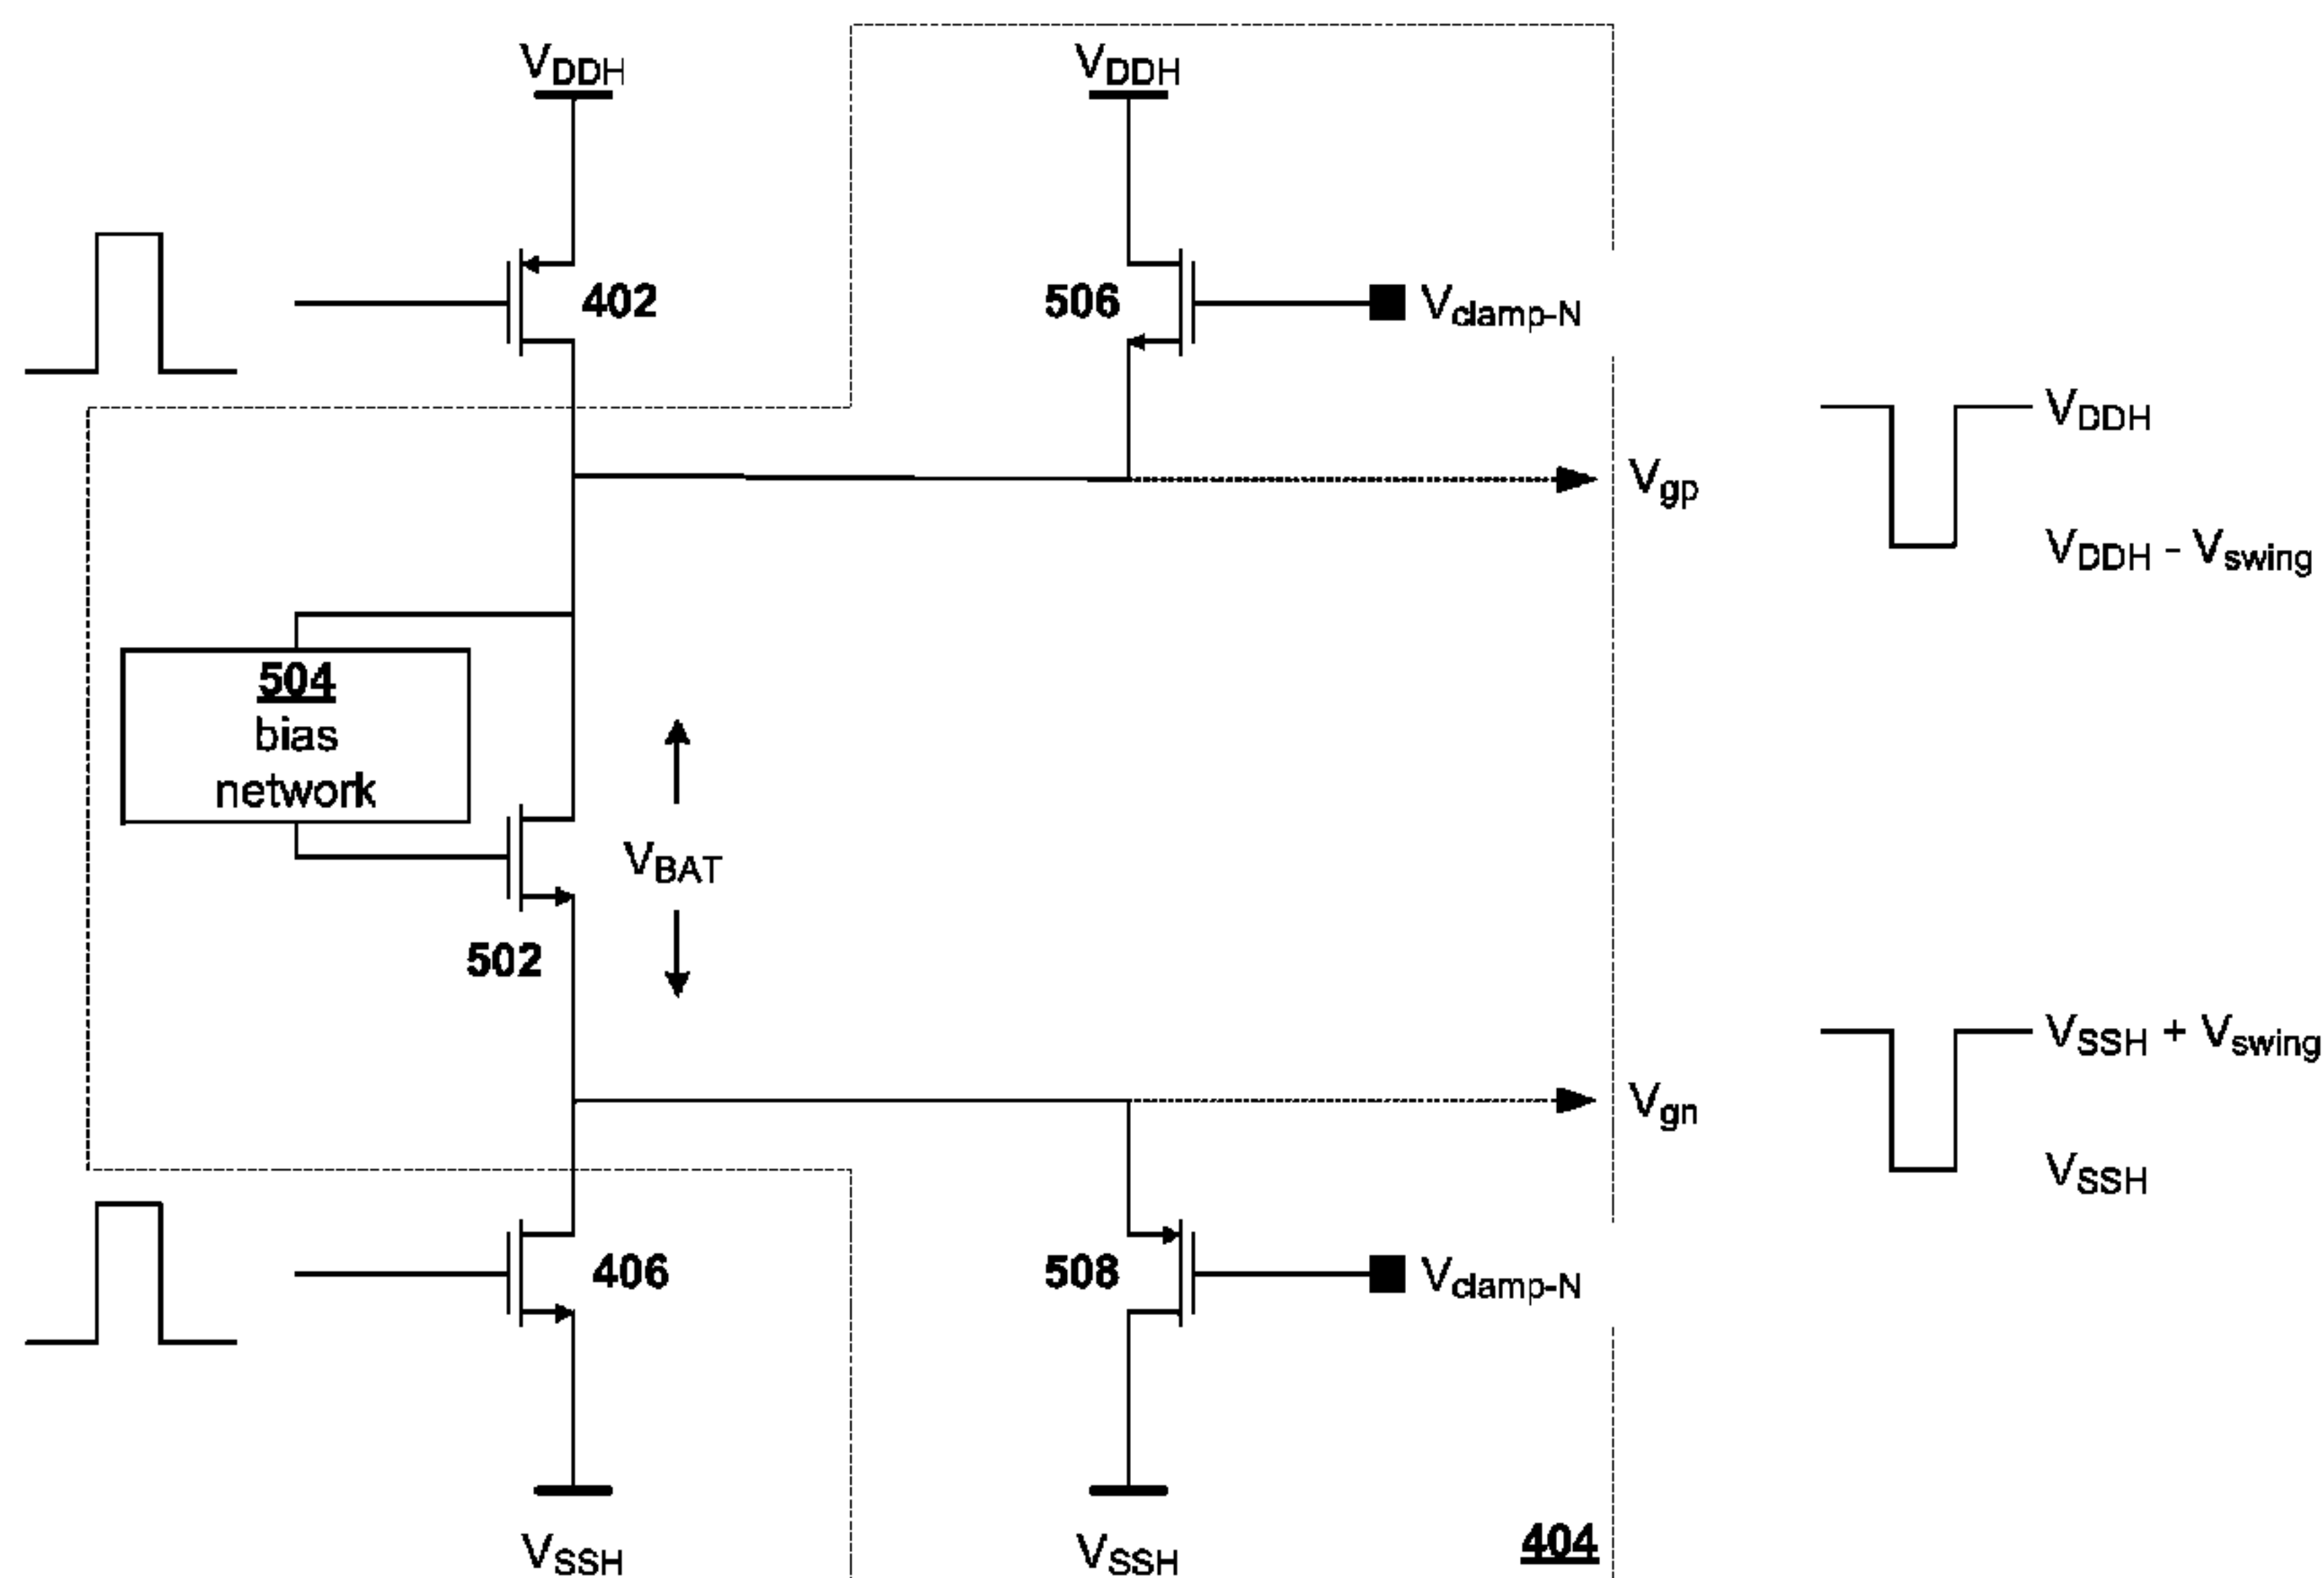 VDDH
VDDH
402
506
Vclamp-N
VDDH
Vgp
VDDH - Vswing
504
bias
network
VBAT
502
VSSH + Vswing
Vgn
VSSH
406
508
Vclamp-N
VSSH
VSSH
404